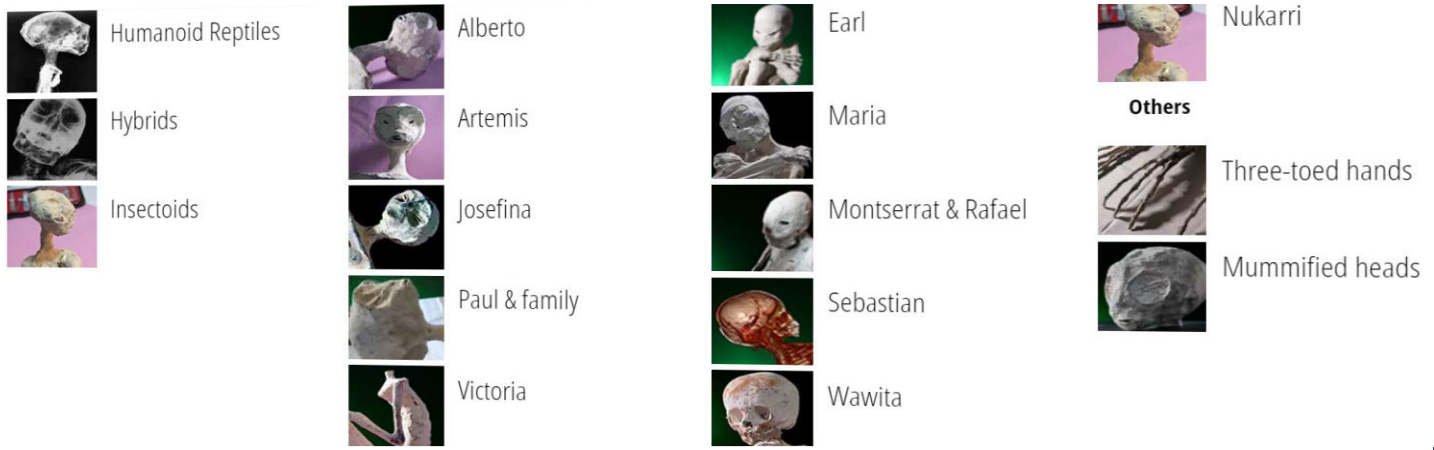 Humanoid Reptiles
Hybrids
Insectoids
Alberto
Artemis
Josefina
Paul & family
Victoria
Earl
Maria
Montserrat & Rafael
Sebastian
Wawita
Nukarri
Others
Three-toed hands
Mummified heads